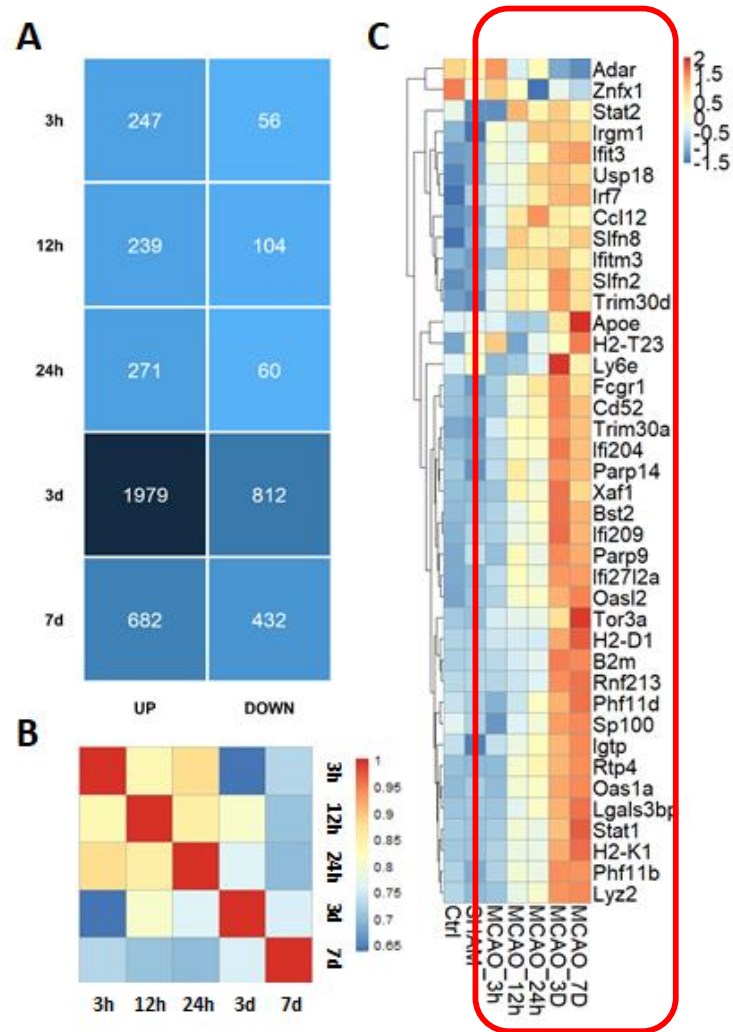 A
3h 247 56
12h 239 104
24h 271 60
3d 1979 812
7d 682 432
UP DOWN
B
3h
12h
24h
3d
7d
3h 12h 24h 3d 7d
1
0.95
0.9
0.85
0.8
0.75
0.7
0.65
C
Adar
Znfx1
Stat2
Irgm1
Ifit3
Usp18
Irf7
Ccl12
Slfn8
Ifitm3
Slfn2
Trim30d
Apoe
H2-T23
Ly6e
Fcgr1
Cd52
Trim30a
Ifi204
Parp14
Xaf1
Bst2
Ifi209
Parp9
Ifi27l2a
Oasl2
Tor3a
H2-D1
B2m
Rnf213
Phf11d
Sp100
Igtp
Rtp4
Oas1a
Lgals3bp
Stat1
H2-K1
Phf11b
Lyz2
Ctrl
SHAM
MCAO_3h
MCAO_12h
MCAO_24h
MCAO_3D
MCAO_7D
2
1.5
1
0.5
0
-0.5
-1
-1.5